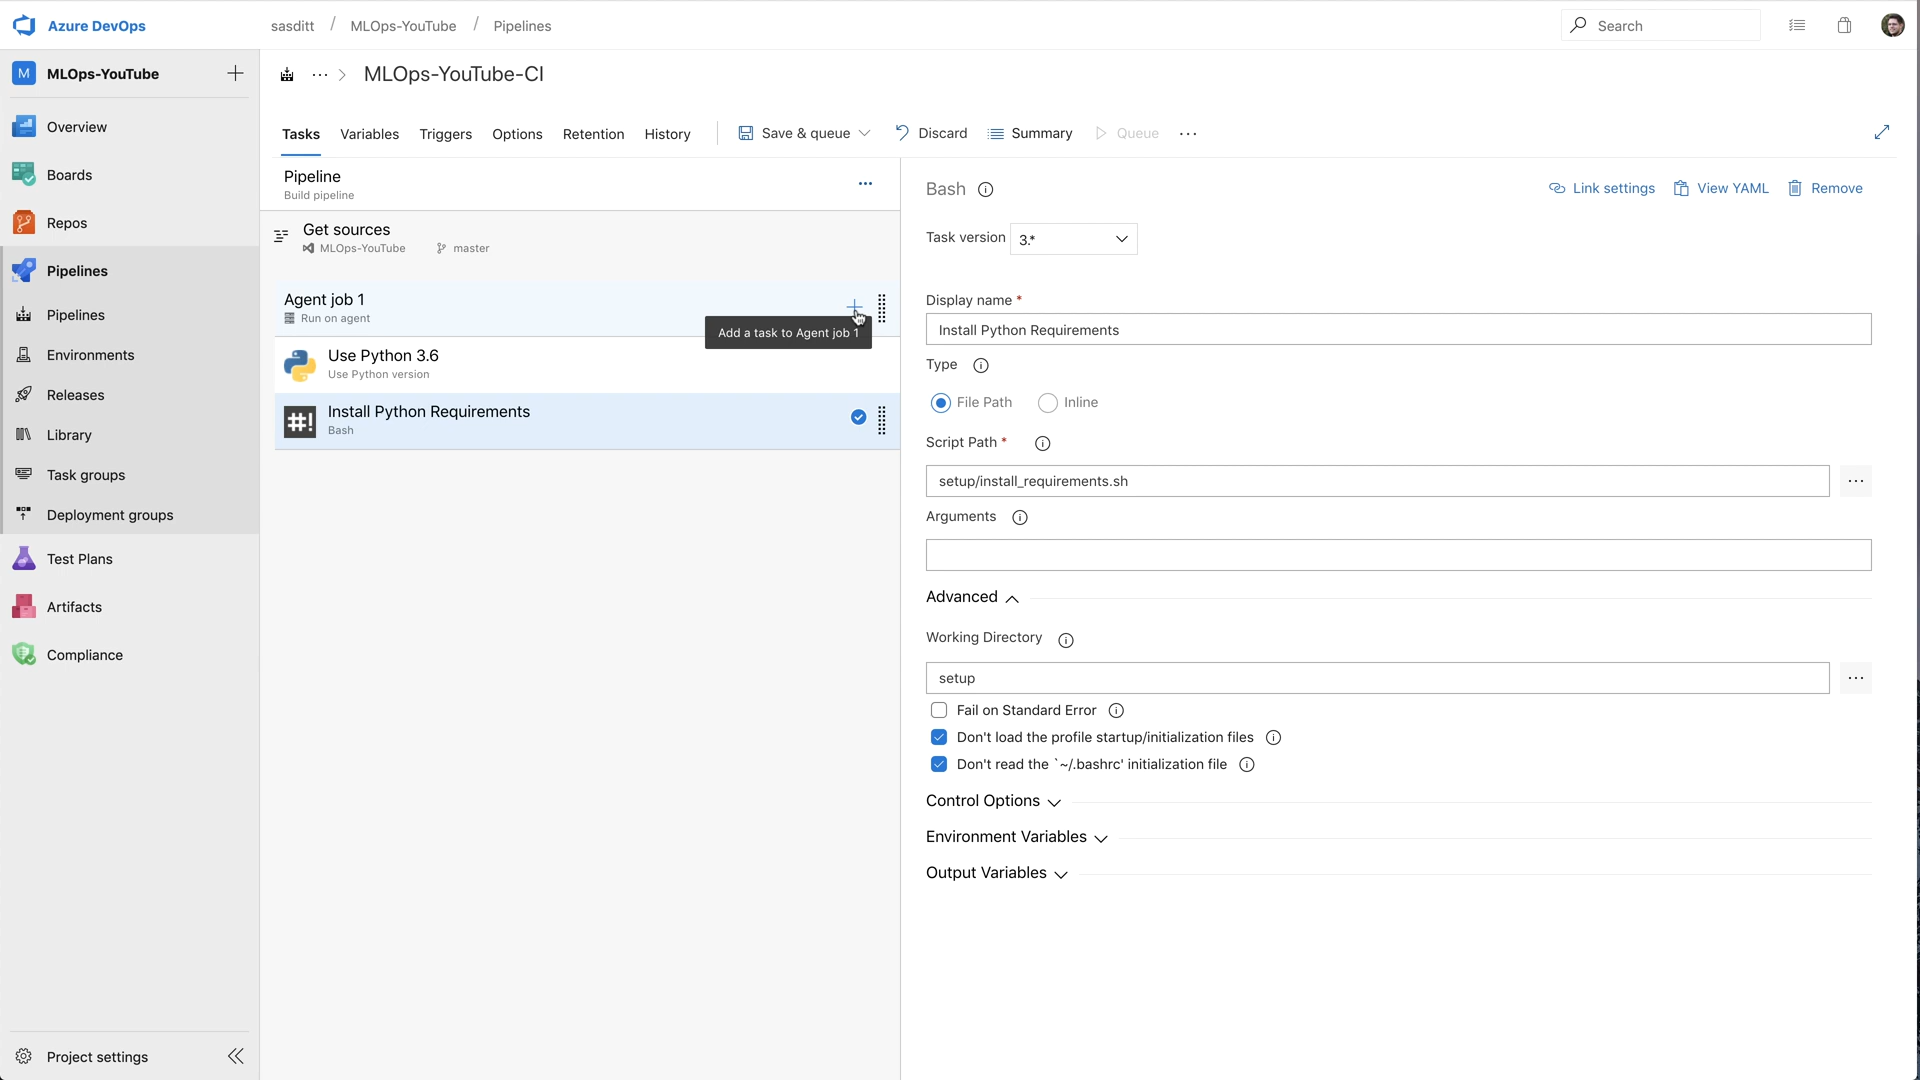 Azure DevOps
sasditt / MLOps-YouTube / Pipelines
Search
M MLOps-YouTube
... > MLOps-YouTube-CI
Overview
Boards
Repos
Pipelines
Pipelines
Environments
Releases
Library
Task groups
Deployment groups
Test Plans
Artifacts
Compliance
Project settings
Tasks Variables Triggers Options Retention History Save & queue Discard Summary Queue ...
Pipeline
Build pipeline
...
Get sources
MLOps-YouTube master
Agent job 1
Run on agent
Add a task to Agent job 1
Use Python 3.6
Use Python version
#! Install Python Requirements
Bash
Bash
Link settings View YAML Remove
Task version 3.*
Display name *
Install Python Requirements
Type
File Path Inline
Script Path *
setup/install_requirements.sh ...
Arguments
Advanced
Working Directory
setup ...
Fail on Standard Error
Don't load the profile startup/initialization files
Don't read the `~/.bashrc' initialization file
Control Options
Environment Variables
Output Variables